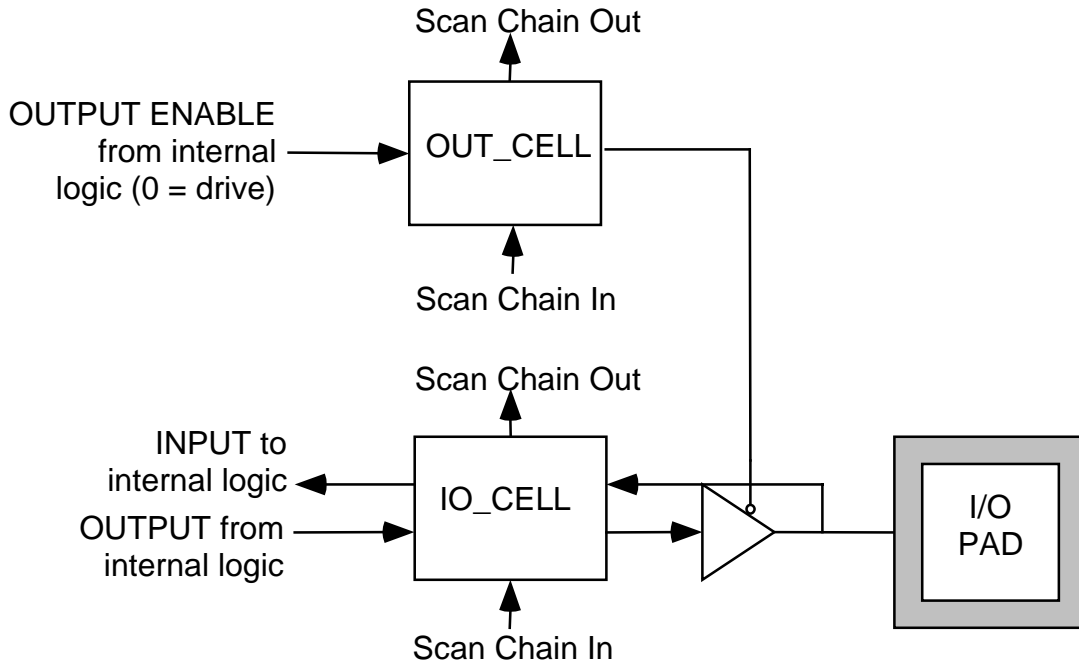 Scan Chain Out
OUTPUT ENABLE
from internal
logic (0 = drive)
OUT_CELL
Scan Chain In
Scan Chain Out
INPUT to
internal logic
OUTPUT from
internal logic
IO_CELL
I/O
PAD
Scan Chain In